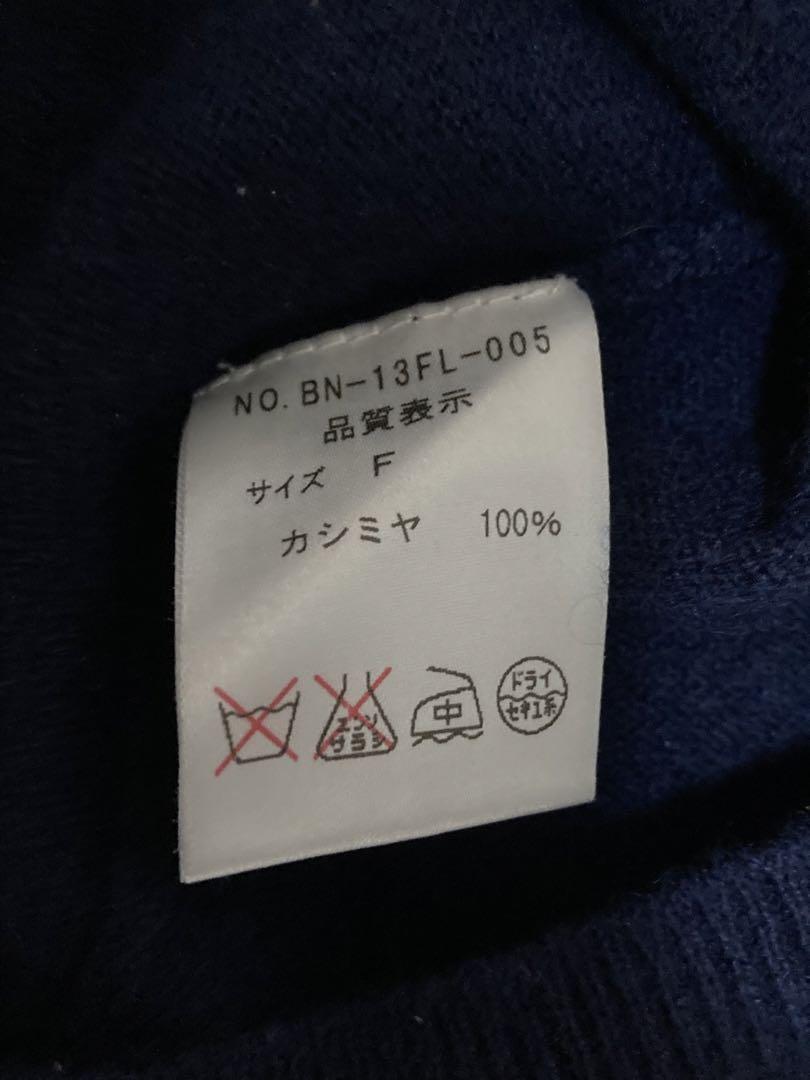 NO. BN-13FL-005
品質表示
サイズ F
カシミヤ 100%
エンソ
サラシ
中
ドライ
セキユ系